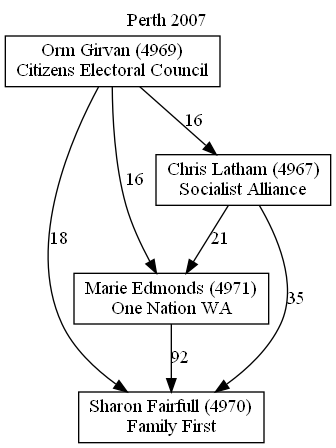 Perth 2007
Orm Girvan (4969)
Citizens Electoral Council
16
Chris Latham (4967)
Socialist Alliance
18
16
21
35
Marie Edmonds (4971)
One Nation WA
92
Sharon Fairfull (4970)
Family First